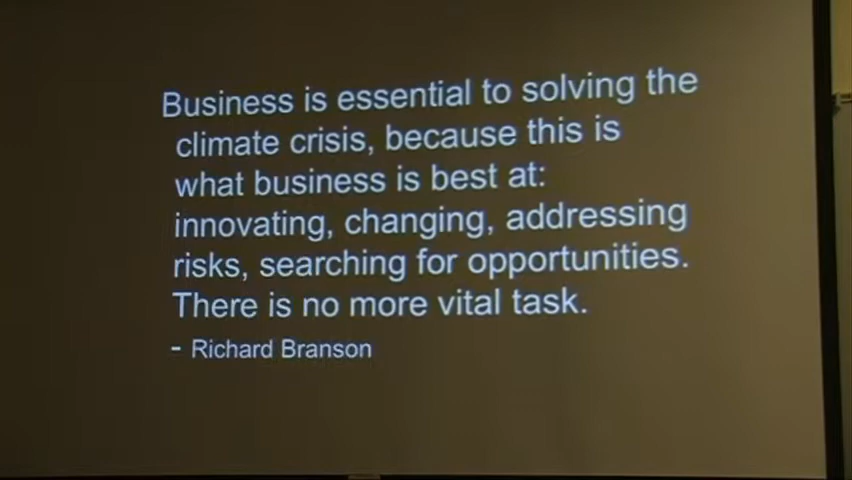 Business is essential to solving the
climate crisis, because this is
what business is best at:
innovating, changing, addressing
risks, searching for opportunities.
There is no more vital task.
- Richard Branson